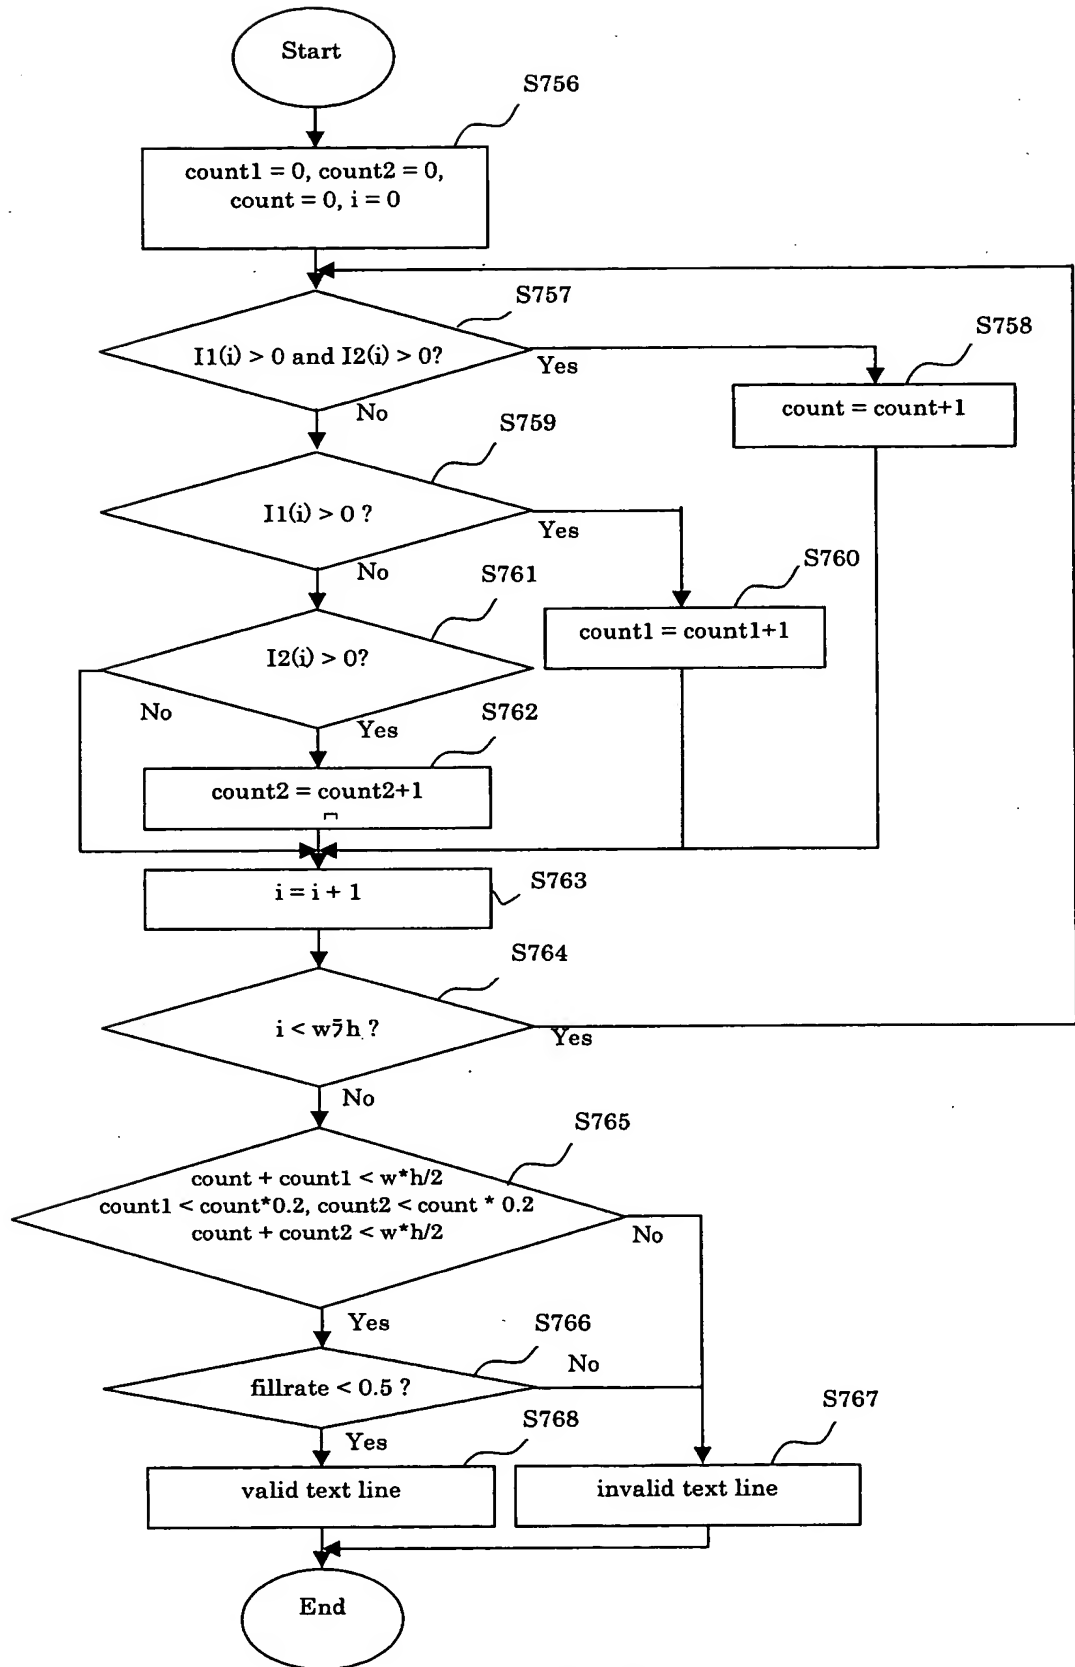 Start
S756
count1 = 0, count2 = 0,
count = 0, i = 0
S757
I1(i) > 0 and I2(i) > 0?
Yes
No
S758
count = count+1
S759
I1(i) > 0 ?
Yes
No
S760
count1 = count1+1
S761
I2(i) > 0?
No
Yes
S762
count2 = count2+1
S763
i = i + 1
S764
i < wﾗh ?
Yes
No
S765
count + count1 < w*h/2
count1 < count*0.2, count2 < count * 0.2
count + count2 < w*h/2
No
Yes
S766
fillrate < 0.5 ?
No
Yes
S768
valid text line
S767
invalid text line
End